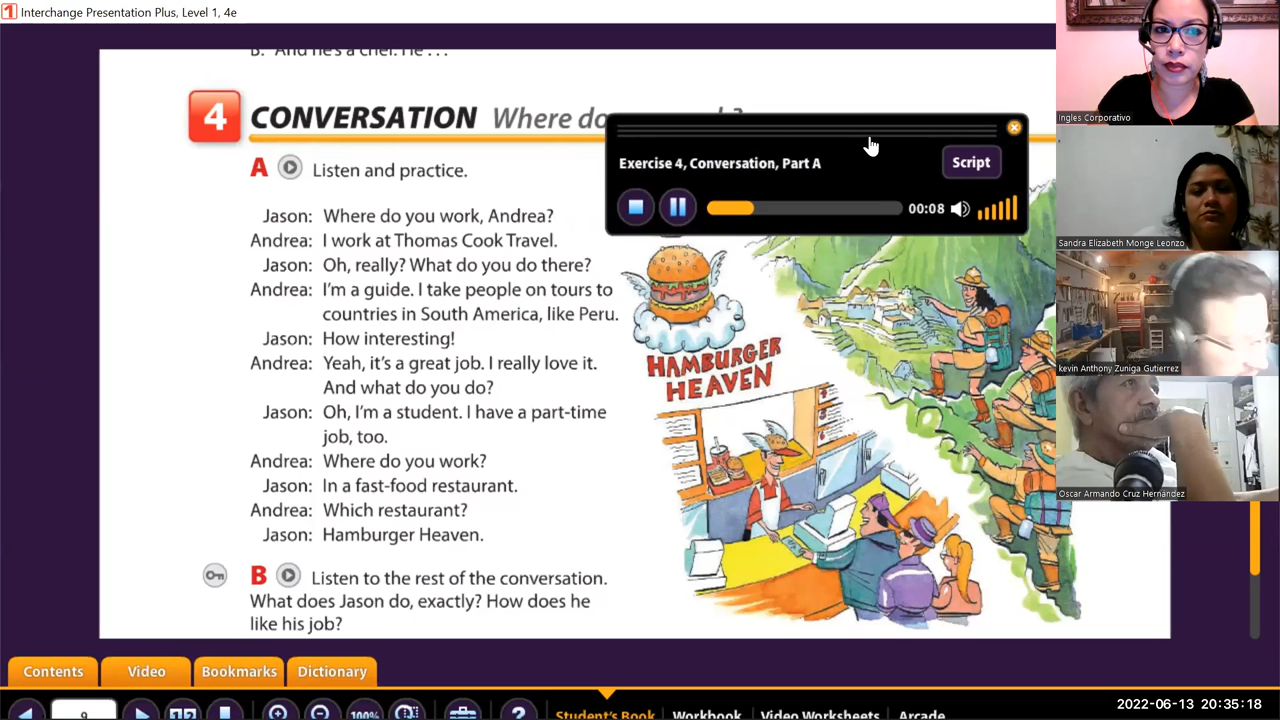 Interchange Presentation Plus, Level 1, 4e
B: And he's a chef. He . . .
4 CONVERSATION Where do
A Listen and practice.
Exercise 4, Conversation, Part A
Script
00:08
Jason: Where do you work, Andrea?
Andrea: I work at Thomas Cook Travel.
Jason: Oh, really? What do you do there?
Andrea: I'm a guide. I take people on tours to
countries in South America, like Peru.
Jason: How interesting!
Andrea: Yeah, it's a great job. I really love it.
And what do you do?
Jason: Oh, I'm a student. I have a part-time
job, too.
Andrea: Where do you work?
Jason: In a fast-food restaurant.
Andrea: Which restaurant?
Jason: Hamburger Heaven.
HAMBURGER
HEAVEN
B Listen to the rest of the conversation.
What does Jason do, exactly? How does he
like his job?
Ingles Corporativo
Sandra Elizabeth Monge Leonzo
kevin Anthony Zuniga Gutierrez
Oscar Armando Cruz Hernandez
Contents
Video
Bookmarks
Dictionary
9
100%
?
Student's Book
Workbook
Video Worksheets
Arcade
2022-06-13 20:35:18